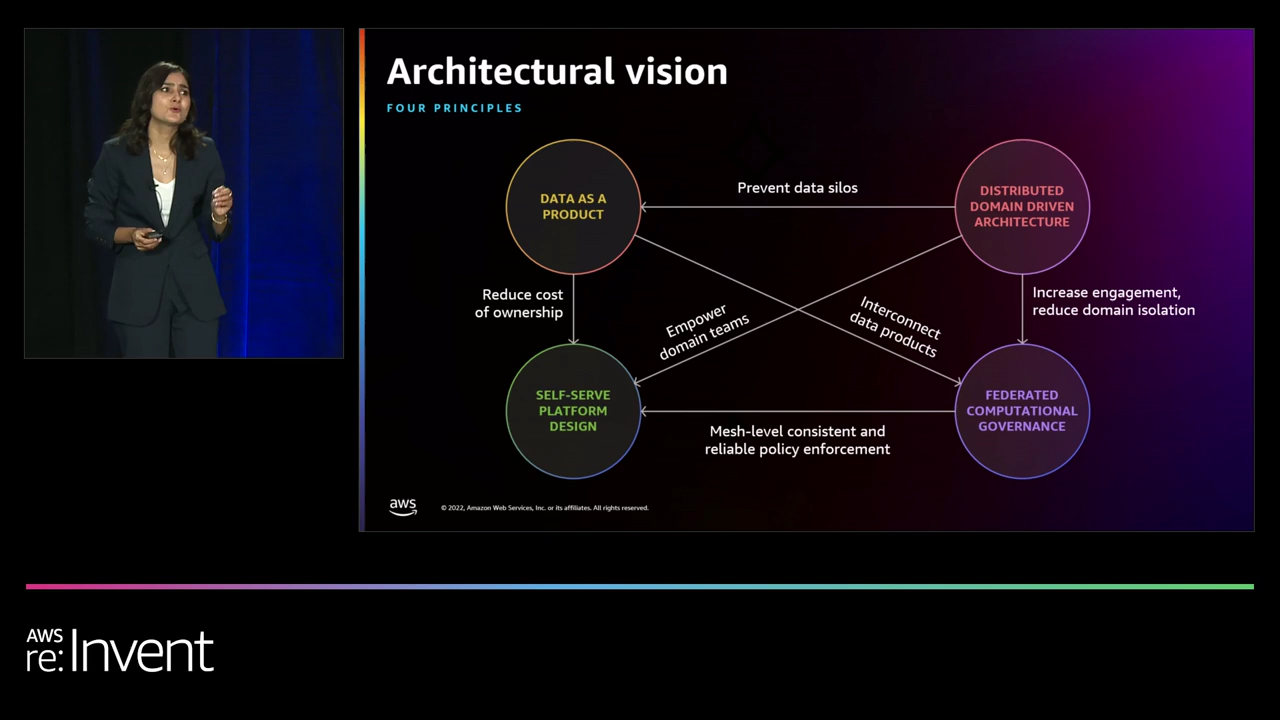 Architectural vision
FOUR PRINCIPLES
DATA AS A
PRODUCT
Prevent data silos
DISTRIBUTED
DOMAIN DRIVEN
ARCHITECTURE
Reduce cost
of ownership
Empower
domain teams
Interconnect
data products
Increase engagement,
reduce domain isolation
SELF-SERVE
PLATFORM
DESIGN
Mesh-level consistent and
reliable policy enforcement
FEDERATED
COMPUTATIONAL
GOVERNANCE
aws
© 2022, Amazon Web Services, Inc. or its affiliates. All rights reserved.
AWS
re:Invent